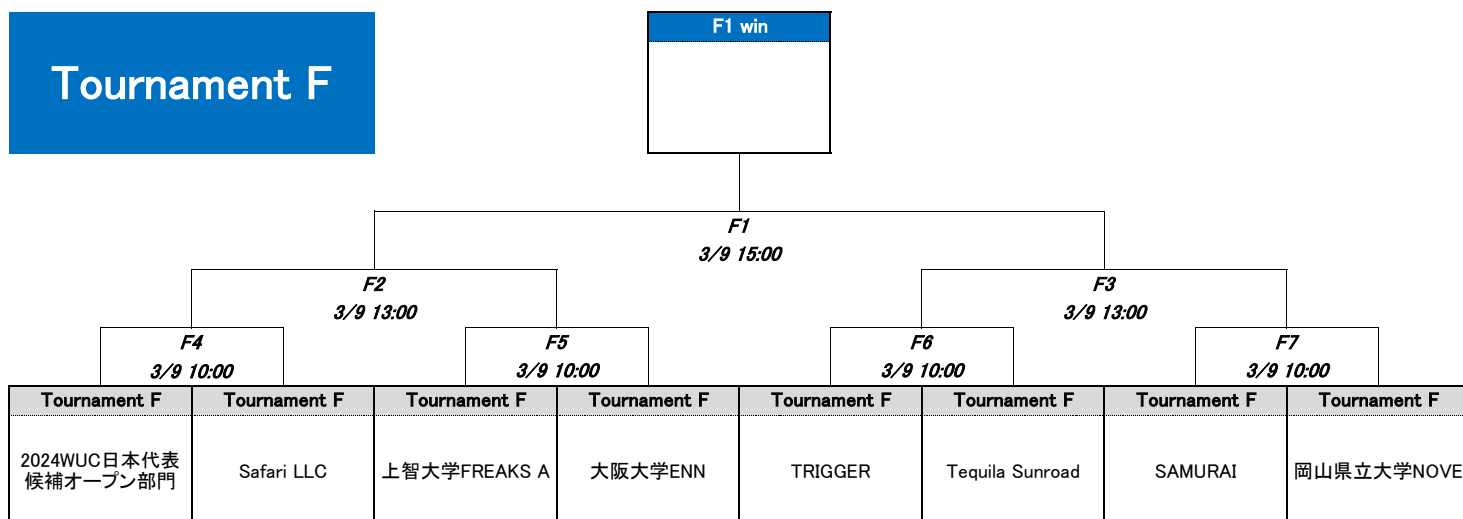 F1 win
Tournament F
F1
3/9 15:00
F2
F3
3/9 13:00
3/9 13:00
F4
F5
F6
F7
3/9 10:00
3/9 10:00
3/9 10:00
3/9 10:00
Tournament F
Tournament F
Tournament F
Tournament F
Tournament F
Tournament F
Tournament F
Tournament F
2024WUC日本代表
候補オープン部門
Safari LLC
上智大学FREAKS A
大阪大学ENN
TRIGGER
Tequila Sunroad
SAMURAI
岡山県立大学NOVE